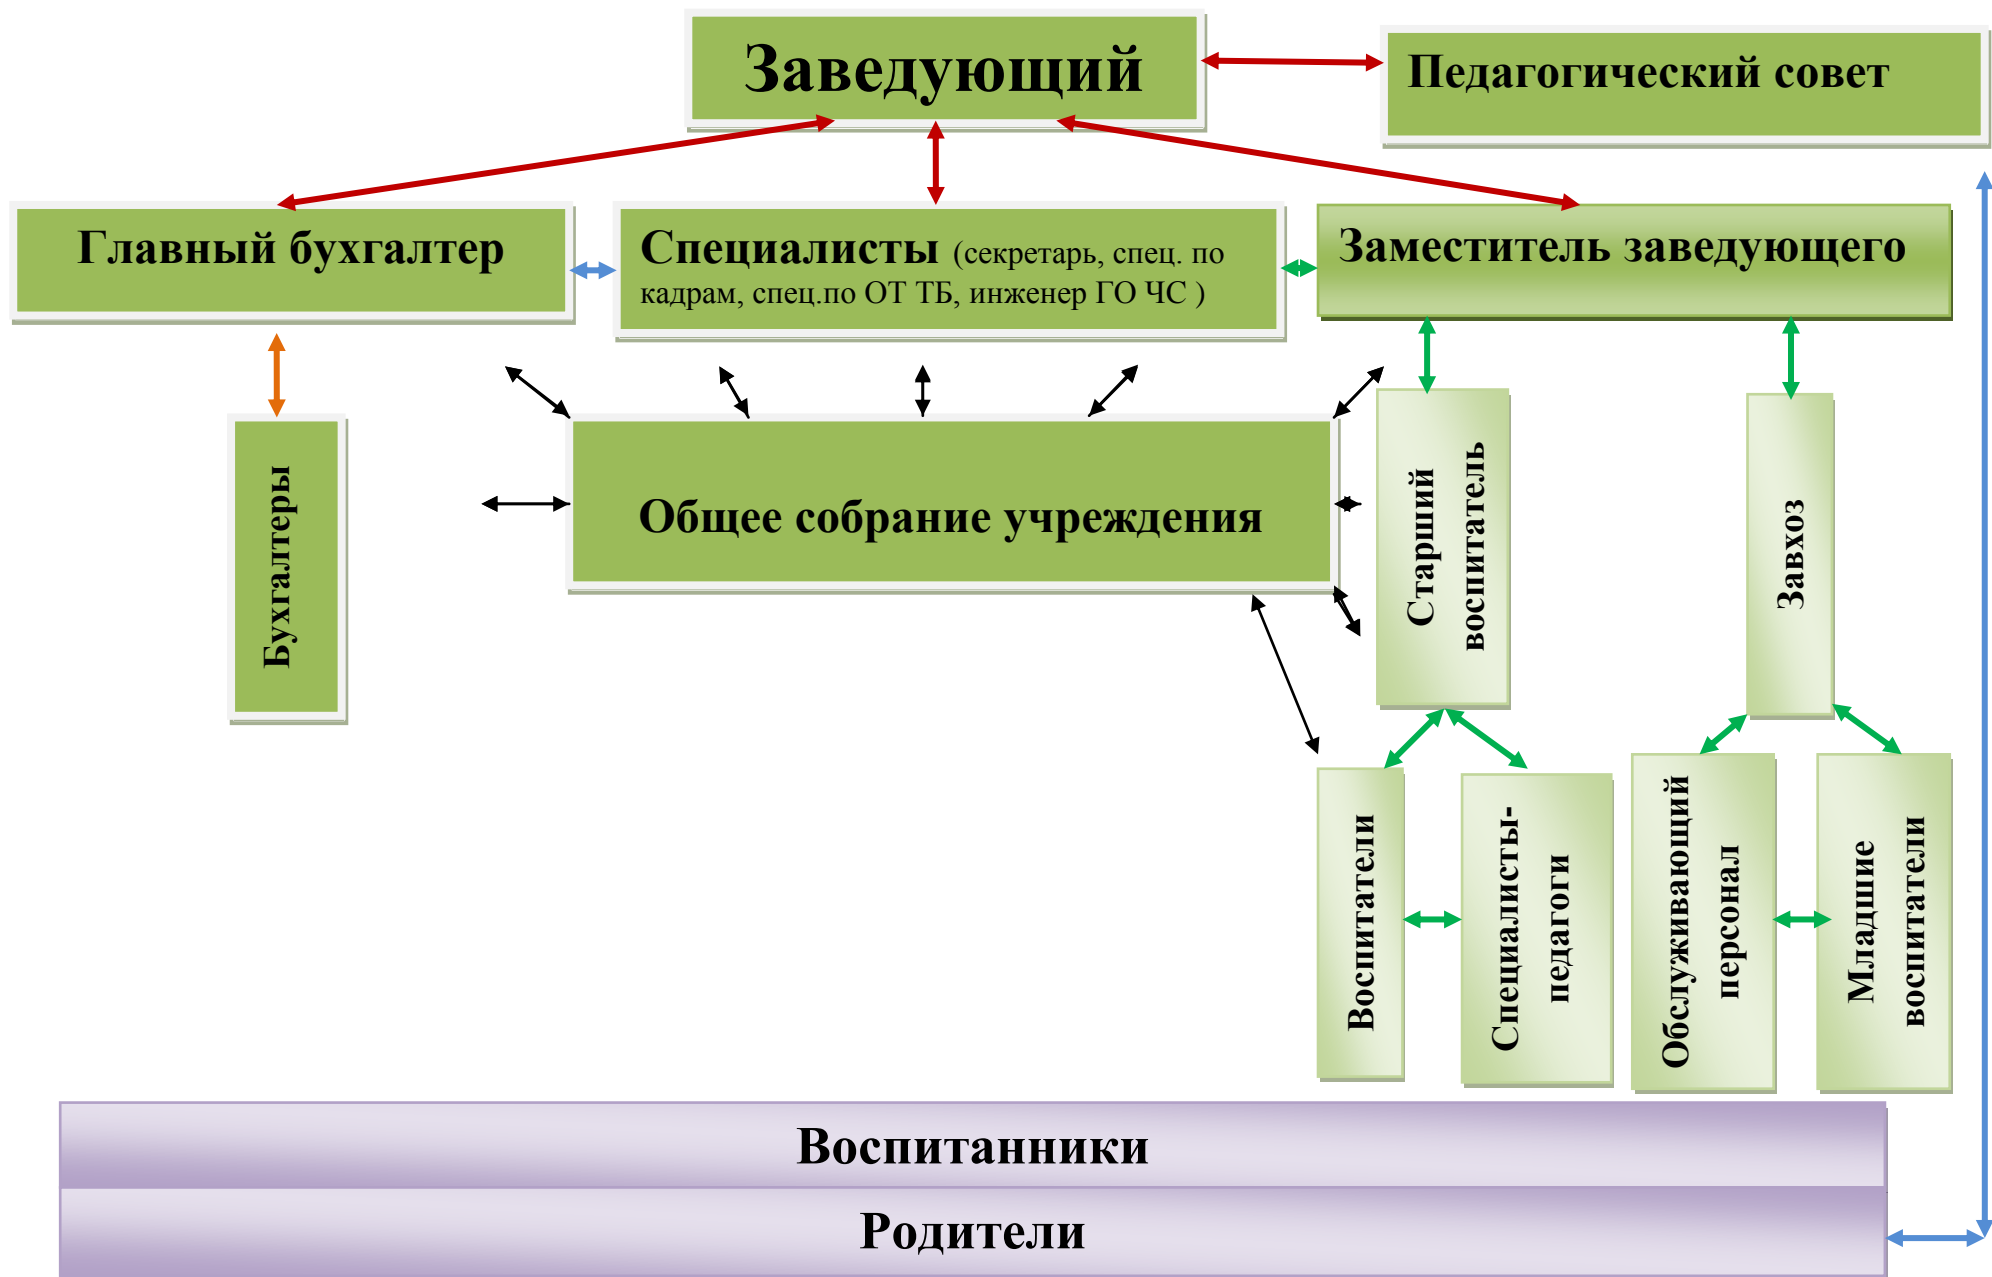 Заведующий
Педагогический совет
Главный бухгалтер
Специалисты (секретарь, спец. по
кадрам, спец.по ОТ ТБ, инженер ГО ЧС )
Заместитель заведующего
Бухгалтеры
Общее собрание учреждения
Старший
воспитатель
Завхоз
Воспитатели
Специалисты-
педагоги
Обслуживающий
персонал
Младшие
воспитатели
Воспитанники
Родители